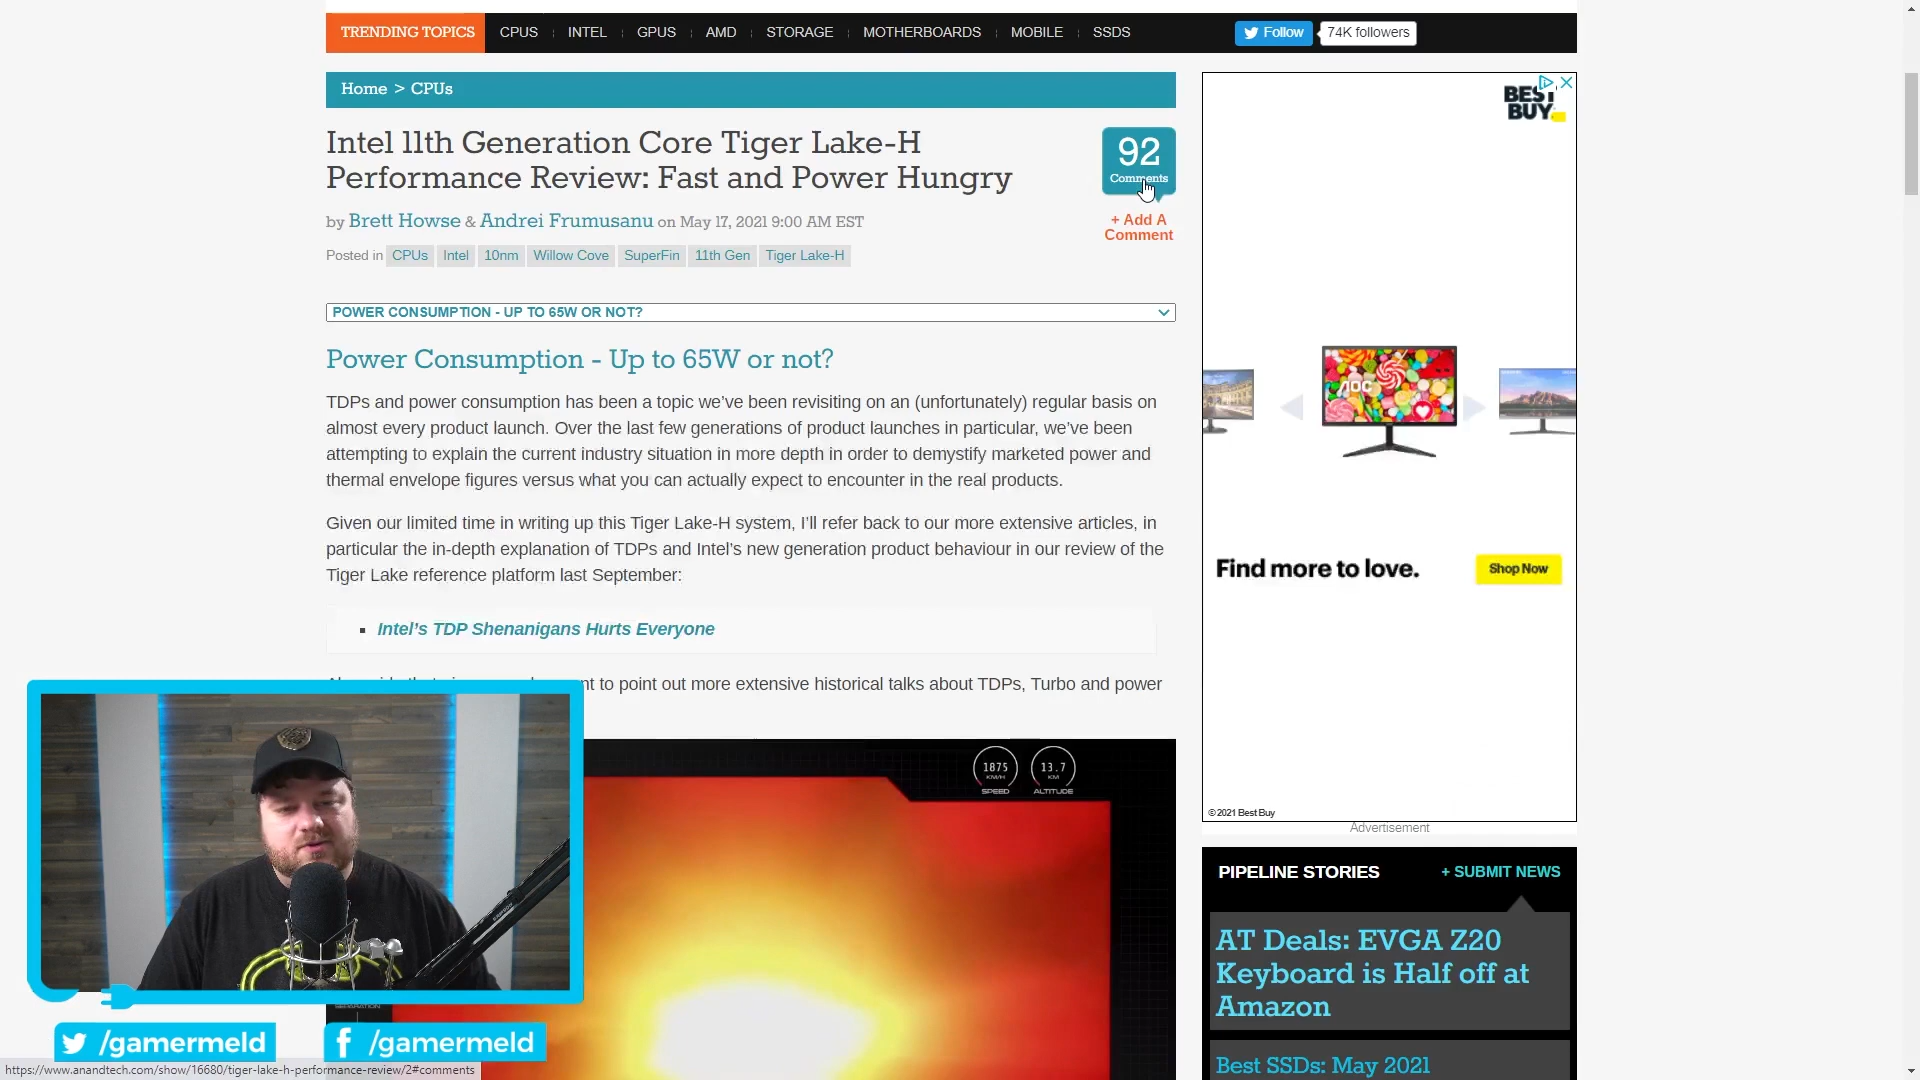 TRENDING TOPICS CPUS INTEL GPUS AMD STORAGE MOTHERBOARDS MOBILE SSDS
Follow 74K followers
Home > CPUs
Intel 11th Generation Core Tiger Lake-H
Performance Review: Fast and Power Hungry
92
Comments
+ Add A
Comment
by Brett Howse & Andrei Frumusanu on May 17, 2021 9:00 AM EST
Posted in CPUs Intel 10nm Willow Cove SuperFin 11th Gen Tiger Lake-H
POWER CONSUMPTION - UP TO 65W OR NOT?
Power Consumption - Up to 65W or not?
TDPs and power consumption has been a topic we’ve been revisiting on an (unfortunately) regular basis on
almost every product launch. Over the last few generations of product launches in particular, we’ve been
attempting to explain the current industry situation in more depth in order to demystify marketed power and
thermal envelope figures versus what you can actually expect to encounter in the real products.
Given our limited time in writing up this Tiger Lake-H system, I’ll refer back to our more extensive articles, in
particular the in-depth explanation of TDPs and Intel’s new generation product behaviour in our review of the
Tiger Lake reference platform last September:
▪ Intel’s TDP Shenanigans Hurts Everyone
to point out more extensive historical talks about TDPs, Turbo and power
1875
KM/H
SPEED
13.7
KM
ALTITUDE
BEST
BUY
AOC
Find more to love.
Shop Now
© 2021 Best Buy
Advertisement
PIPELINE STORIES + SUBMIT NEWS
AT Deals: EVGA Z20
Keyboard is Half off at
Amazon
Best SSDs: May 2021
/gamermeld
/gamermeld
https://www.anandtech.com/show/16680/tiger-lake-h-performance-review/2#comments